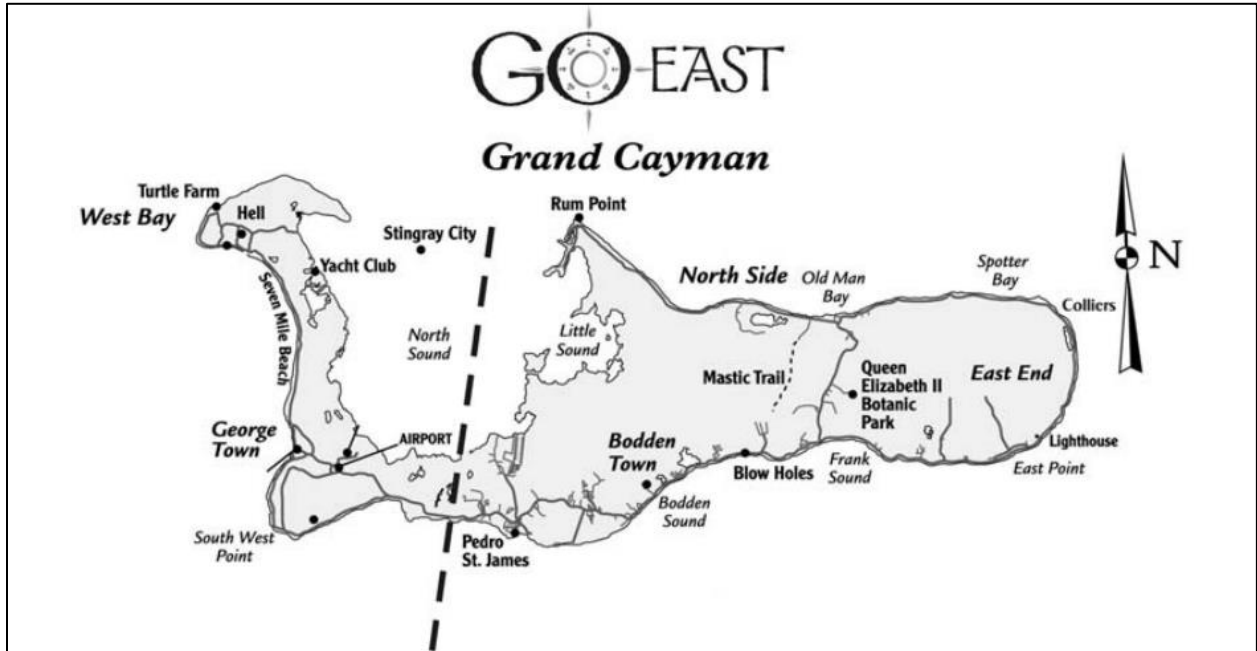 GO EAST
Grand Cayman
Turtle Farm
West Bay
Hell
Yacht Club
Seven Mile Beach
Stingray City
North
Sound
Rum Point
Little
Sound
North Side
Old Man
Bay
Spotter
Bay
Colliers
N
Mastic Trail
Queen
Elizabeth II
Botanic
Park
East End
George
Town
AIRPORT
Bodden
Town
Blow Holes
Frank
Sound
Lighthouse
East Point
South West
Point
Pedro
St. James
Bodden
Sound